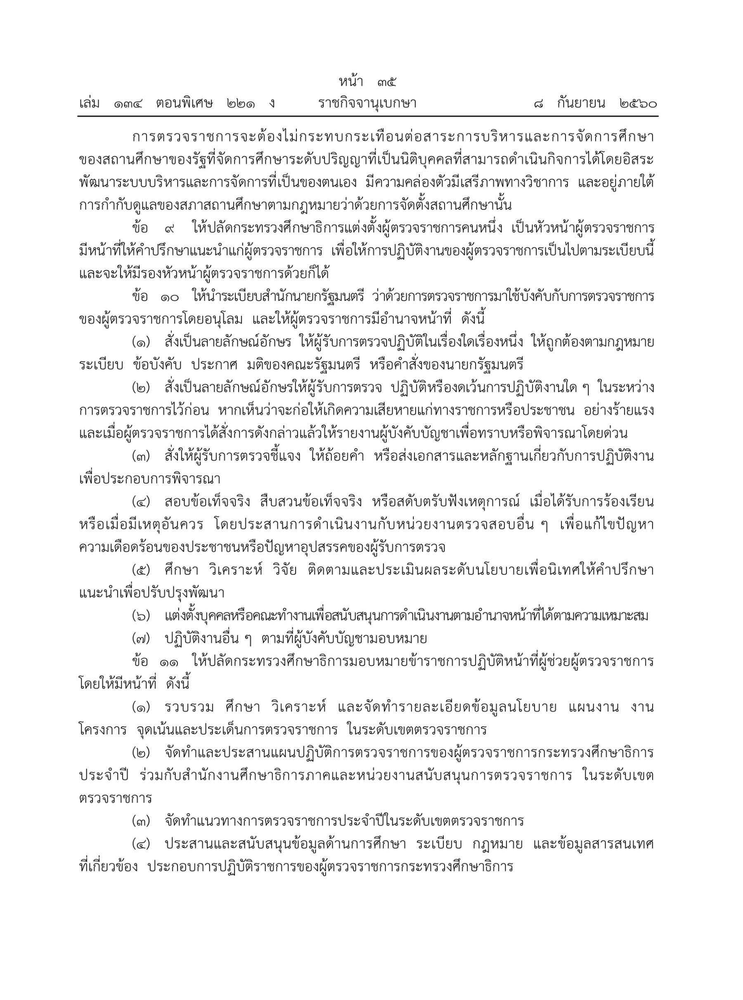 หน้า ๓๕
เล่ม ๑๓๔ ตอนพิเศษ ๒๒๑ ง ราชกิจจานุเบกษา ๘ กันยายน ๒๕๖๐
การตรวจราชการจะต้องไม่กระทบกระเทือนต่อสาระการบริหารและการจัดการศึกษา
ของสถานศึกษาของรัฐที่จัดการศึกษาระดับปริญญาที่เป็นนิติบุคคลที่สามารถดำเนินกิจการได้โดยอิสระ
พัฒนาระบบบริหารและการจัดการที่เป็นของตนเอง มีความคล่องตัวมีเสรีภาพทางวิชาการ และอยู่ภายใต้
การกำกับดูแลของสภาสถานศึกษาตามกฎหมายว่าด้วยการจัดตั้งสถานศึกษานั้น
ข้อ ๙ ให้ปลัดกระทรวงศึกษาธิการแต่งตั้งผู้ตรวจราชการคนหนึ่ง เป็นหัวหน้าผู้ตรวจราชการ
มีหน้าที่ให้คำปรึกษาแนะนำแก่ผู้ตรวจราชการ เพื่อให้การปฏิบัติงานของผู้ตรวจราชการเป็นไปตามระเบียบนี้
และจะให้มีรองหัวหน้าผู้ตรวจราชการด้วยก็ได้
ข้อ ๑๐ ให้นำระเบียบสำนักนายกรัฐมนตรี ว่าด้วยการตรวจราชการมาใช้บังคับกับการตรวจราชการ
ของผู้ตรวจราชการโดยอนุโลม และให้ผู้ตรวจราชการมีอำนาจหน้าที่ ดังนี้
(๑) สั่งเป็นลายลักษณ์อักษร ให้ผู้รับการตรวจปฏิบัติในเรื่องใดเรื่องหนึ่ง ให้ถูกต้องตามกฎหมาย
ระเบียบ ข้อบังคับ ประกาศ มติของคณะรัฐมนตรี หรือคำสั่งของนายกรัฐมนตรี
(๒) สั่งเป็นลายลักษณ์อักษรให้ผู้รับการตรวจ ปฏิบัติหรืองดเว้นการปฏิบัติงานใด ๆ ในระหว่าง
การตรวจราชการไว้ก่อน หากเห็นว่าจะก่อให้เกิดความเสียหายแก่ทางราชการหรือประชาชน อย่างร้ายแรง
และเมื่อผู้ตรวจราชการได้สั่งการดังกล่าวแล้วให้รายงานผู้บังคับบัญชาเพื่อทราบหรือพิจารณาโดยด่วน
(๓) สั่งให้ผู้รับการตรวจชี้แจง ให้ถ้อยคำ หรือส่งเอกสารและหลักฐานเกี่ยวกับการปฏิบัติงาน
เพื่อประกอบการพิจารณา
(๔) สอบข้อเท็จจริง สืบสวนข้อเท็จจริง หรือสดับตรับฟังเหตุการณ์ เมื่อได้รับการร้องเรียน
หรือเมื่อมีเหตุอันควร โดยประสานการดำเนินงานกับหน่วยงานตรวจสอบอื่น ๆ เพื่อแก้ไขปัญหา
ความเดือดร้อนของประชาชนหรือปัญหาอุปสรรคของผู้รับการตรวจ
(๕) ศึกษา วิเคราะห์ วิจัย ติดตามและประเมินผลระดับนโยบายเพื่อนิเทศให้คำปรึกษา
แนะนำเพื่อปรับปรุงพัฒนา
(๖) แต่งตั้งบุคคลหรือคณะทำงานเพื่อสนับสนุนการดำเนินงานตามอำนาจหน้าที่ได้ตามความเหมาะสม
(๗) ปฏิบัติงานอื่น ๆ ตามที่ผู้บังคับบัญชามอบหมาย
ข้อ ๑๑ ให้ปลัดกระทรวงศึกษาธิการมอบหมายข้าราชการปฏิบัติหน้าที่ผู้ช่วยผู้ตรวจราชการ
โดยให้มีหน้าที่ ดังนี้
(๑) รวบรวม ศึกษา วิเคราะห์ และจัดทำรายละเอียดข้อมูลนโยบาย แผนงาน งาน
โครงการ จุดเน้นและประเด็นการตรวจราชการ ในระดับเขตตรวจราชการ
(๒) จัดทำและประสานแผนปฏิบัติการตรวจราชการของผู้ตรวจราชการกระทรวงศึกษาธิการ
ประจำปี ร่วมกับสำนักงานศึกษาธิการภาคและหน่วยงานสนับสนุนการตรวจราชการ ในระดับเขต
ตรวจราชการ
(๓) จัดทำแนวทางการตรวจราชการประจำปีในระดับเขตตรวจราชการ
(๔) ประสานและสนับสนุนข้อมูลด้านการศึกษา ระเบียบ กฎหมาย และข้อมูลสารสนเทศ
ที่เกี่ยวข้อง ประกอบการปฏิบัติราชการของผู้ตรวจราชการกระทรวงศึกษาธิการ